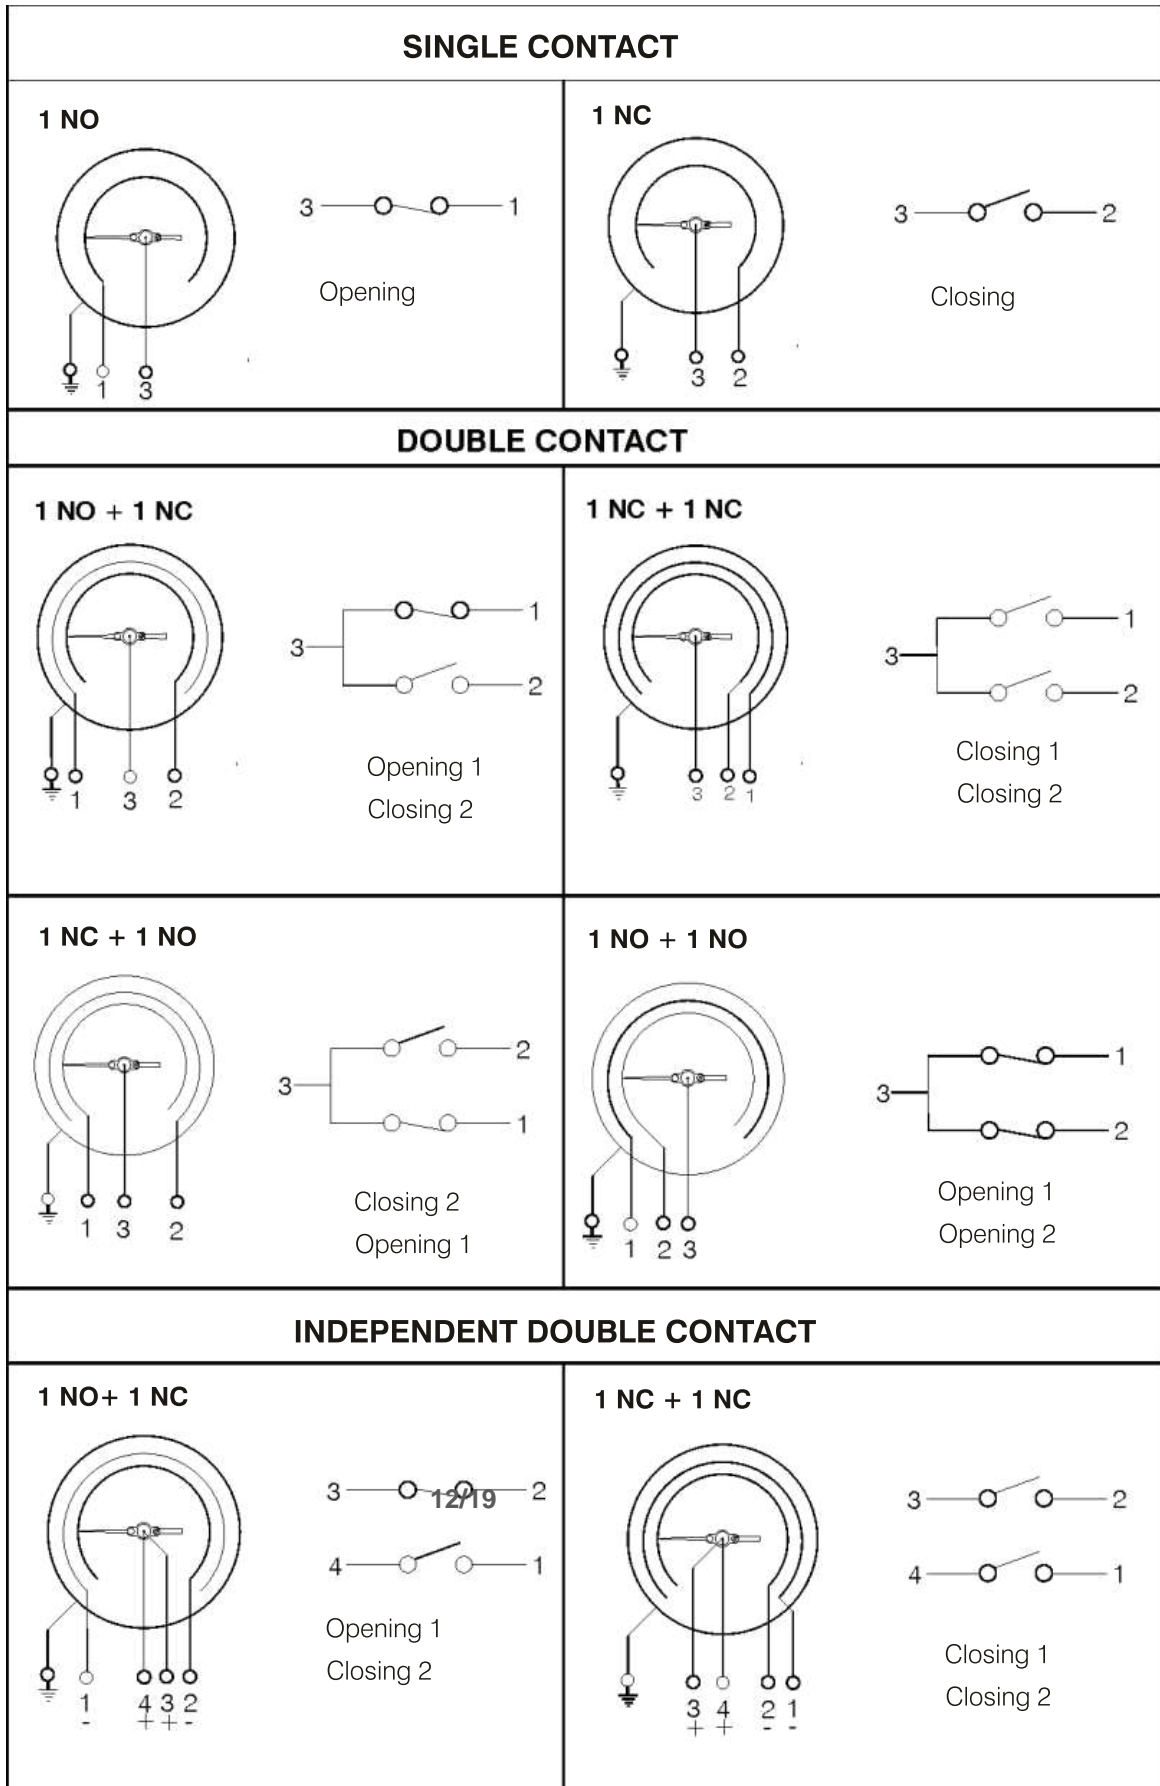 SINGLE CONTACT
1 NO
3 1
Opening
1 3
1 NC
3 2
Closing
3 2
DOUBLE CONTACT
1 NO + 1 NC
1
3
2
Opening 1
Closing 2
1 3 2
1 NC + 1 NC
1
3
2
Closing 1
Closing 2
3 2 1
1 NC + 1 NO
2
3
1
Closing 2
Opening 1
1 3 2
1 NO + 1 NO
1
3
2
Opening 1
Opening 2
1 2 3
INDEPENDENT DOUBLE CONTACT
1 NO+ 1 NC
3 2
12/19
4 1
Opening 1
Closing 2
1 4 3 2
- + + -
1 NC + 1 NC
3 2
4 1
Closing 1
Closing 2
3 4 2 1
+ + - -